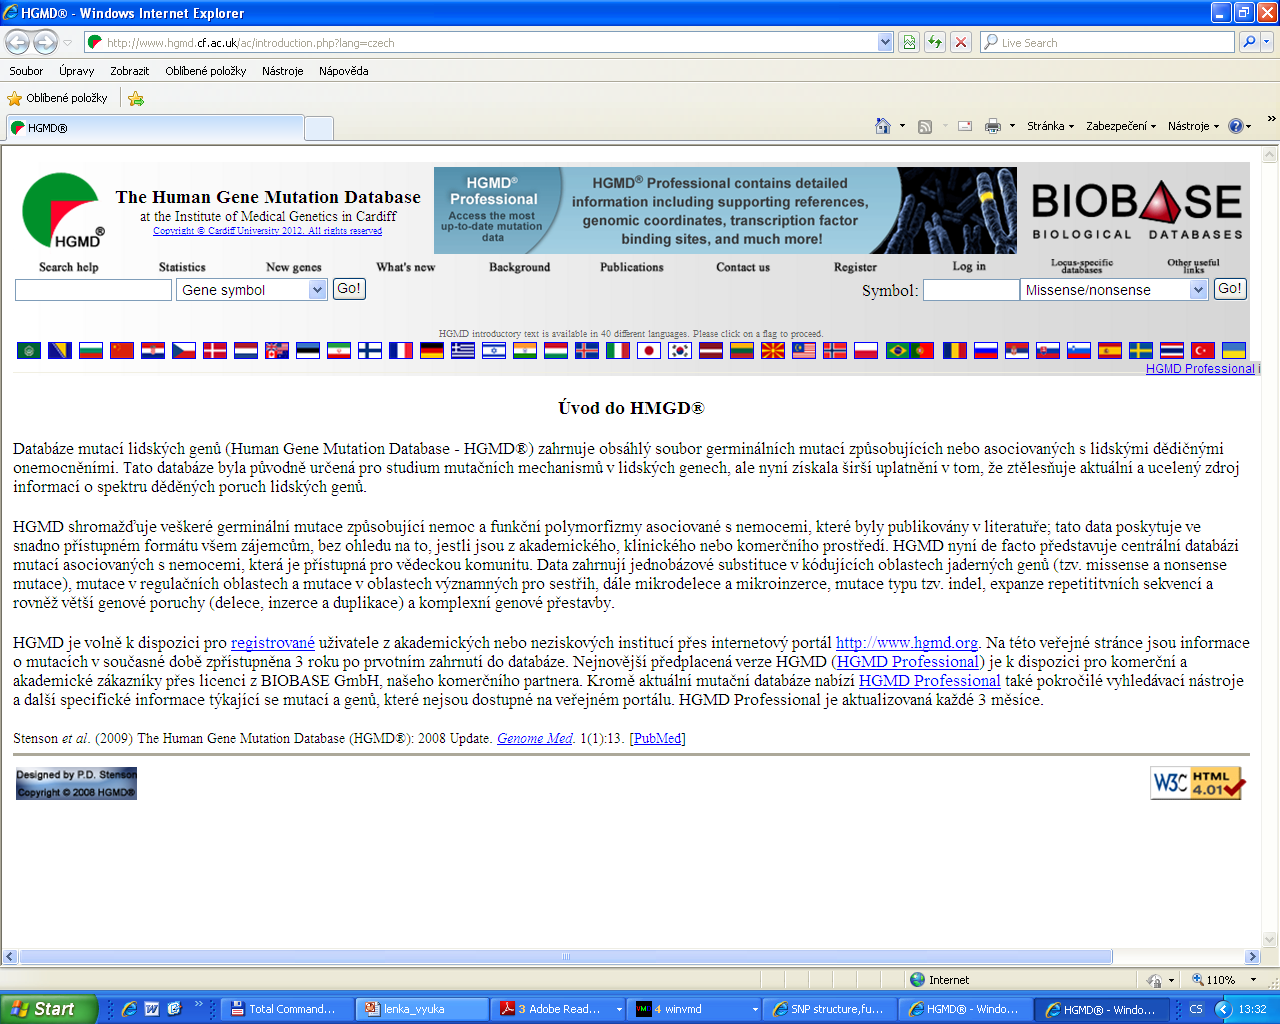 HGMD® - Windows Internet Explorer
http://www.hgmd.cf.ac.uk/ac/introduction.php?lang=czech
Live Search
Soubor Úpravy Zobrazit Oblíbené položky Nástroje Nápověda
Oblíbené položky
HGMD®
Stránka Zabezpečení Nástroje
HGMD®
The Human Gene Mutation Database
at the Institute of Medical Genetics in Cardiff
Copyright © Cardiff University 2012. All rights reserved
HGMD®
Professional
Access the most
up-to-date mutation
data
HGMD® Professional contains detailed
information including supporting references,
genomic coordinates, transcription factor
binding sites, and much more!
BIOBASE
BIOLOGICAL DATABASES
Search help Statistics New genes What's new Background Publications Contact us Register Log in Locus-specific databases Other useful links
Gene symbol Go! Symbol: Missense/nonsense Go!
HGMD introductory text is available in 40 different languages. Please click on a flag to proceed.
HGMD Professional i
Úvod do HMGD®
Databáze mutací lidských genů (Human Gene Mutation Database - HGMD®) zahrnuje obsáhlý soubor germinálních mutací způsobujících nebo asociovaných s lidskými dědičnými
onemocněními. Tato databáze byla původně určená pro studium mutačních mechanismů v lidských genech, ale nyní získala širší uplatnění v tom, že ztělesňuje aktuální a ucelený zdroj
informací o spektru děděných poruch lidských genů.
HGMD shromažďuje veškeré germinální mutace způsobující nemoc a funkční polymorfizmy asociované s nemocemi, které byly publikovány v literatuře; tato data poskytuje ve
snadno přístupném formátu všem zájemcům, bez ohledu na to, jestli jsou z akademického, klinického nebo komerčního prostředí. HGMD nyní de facto představuje centrální databázi
mutací asociovaných s nemocemi, která je přístupná pro vědeckou komunitu. Data zahrnují jednobázové substituce v kódujících oblastech jaderných genů (tzv. missense a nonsense
mutace), mutace v regulačních oblastech a mutace v oblastech významných pro sestřih, dále mikrodelece a mikroinzerce, mutace typu tzv. indel, expanze repetititvních sekvencí a
rovněž větší genové poruchy (delece, inzerce a duplikace) a komplexní genové přestavby.
HGMD je volně k dispozici pro registrované uživatele z akademických nebo neziskových institucí přes internetový portál http://www.hgmd.org. Na této veřejné stránce jsou informace
o mutacích v současné době zpřístupněna 3 roku po prvotním zahrnutí do databáze. Nejnovější předplacená verze HGMD (HGMD Professional) je k dispozici pro komerční a
akademické zákazníky přes licenci z BIOBASE GmbH, našeho komerčního partnera. Kromě aktuální mutační databáze nabízí HGMD Professional také pokročilé vyhledávací nástroje
a další specifické informace týkající se mutací a genů, které nejsou dostupné na veřejném portálu. HGMD Professional je aktualizovaná každé 3 měsíce.
Stenson et al. (2009) The Human Gene Mutation Database (HGMD®): 2008 Update. Genome Med. 1(1):13. [PubMed]
Designed by P.D. Stenson
Copyright © 2008 HGMD®
W3C HTML 4.01
Internet 110%
Start Total Command... lenka_vyuka 3 Adobe Read... 4 winvmd SNP structure,fu... HGMD® - Windo... HGMD® - Windo... CS 13:32